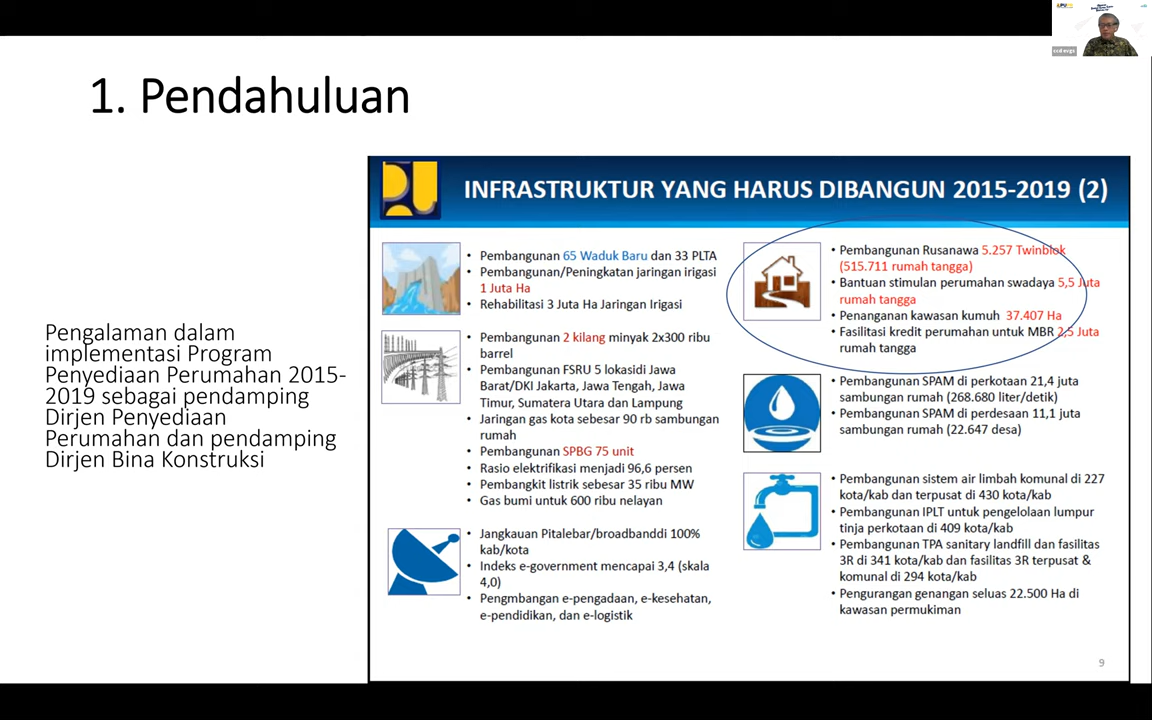 1. Pendahuluan
Pengalaman dalam
implementasi Program
Penyediaan Perumahan 2015-
2019 sebagai pendamping
Dirjen Penyediaan
Perumahan dan pendamping
Dirjen Bina Konstruksi
INFRASTRUKTUR YANG HARUS DIBANGUN 2015-2019 (2)
• Pembangunan 65 Waduk Baru dan 33 PLTA
• Pembangunan/Peningkatan jaringan irigasi
1 Juta Ha
• Rehabilitasi 3 Juta Ha Jaringan Irigasi
• Pembangunan 2 kilang minyak 2x300 ribu
barrel
• Pembangunan FSRU 5 lokasidi Jawa
Barat/DKI Jakarta, Jawa Tengah, Jawa
Timur, Sumatera Utara dan Lampung
• Jaringan gas kota sebesar 90 rb sambungan
rumah
• Pembangunan SPBG 75 unit
• Rasio elektrifikasi menjadi 96,6 persen
• Pembangkit listrik sebesar 35 ribu MW
• Gas bumi untuk 600 ribu nelayan
• Jangkauan Pitalebar/broadbanddi 100%
kab/kota
• Indeks e-government mencapai 3,4 (skala
4,0)
• Pengmbangan e-pengadaan, e-kesehatan,
e-pendidikan, dan e-logistik
• Pembangunan Rusanawa 5.257 Twinblok
(515.711 rumah tangga)
• Bantuan stimulan perumahan swadaya 5,5 Juta
rumah tangga
• Penanganan kawasan kumuh 37.407 Ha
• Fasilitasi kredit perumahan untuk MBR 2,5 Juta
rumah tangga
• Pembangunan SPAM di perkotaan 21,4 juta
sambungan rumah (268.680 liter/detik)
• Pembangunan SPAM di perdesaan 11,1 juta
sambungan rumah (22.647 desa)
• Pembangunan sistem air limbah komunal di 227
kota/kab dan terpusat di 430 kota/kab
• Pembangunan IPLT untuk pengelolaan lumpur
tinja perkotaan di 409 kota/kab
• Pembangunan TPA sanitary landfill dan fasilitas
3R di 341 kota/kab dan fasilitas 3R terpusat &
komunal di 294 kota/kab
• Pengurangan genangan seluas 22.500 Ha di
kawasan permukiman
9